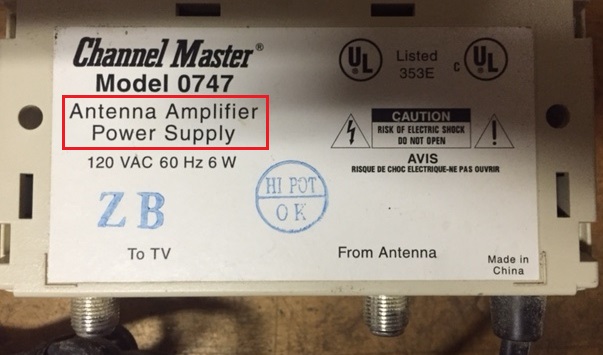 Channel Master®
Model 0747
Antenna Amplifier
Power Supply
120 VAC 60 Hz 6 W
UL
Listed
353E
c UL
CAUTION
RISK OF ELECTRIC SHOCK
DO NOT OPEN
AVIS
RISQUE DE CHOC ELECTRIQUE-NE PAS OUVRIR
ZB
HI POT
OK
To TV
From Antenna
Made in
China